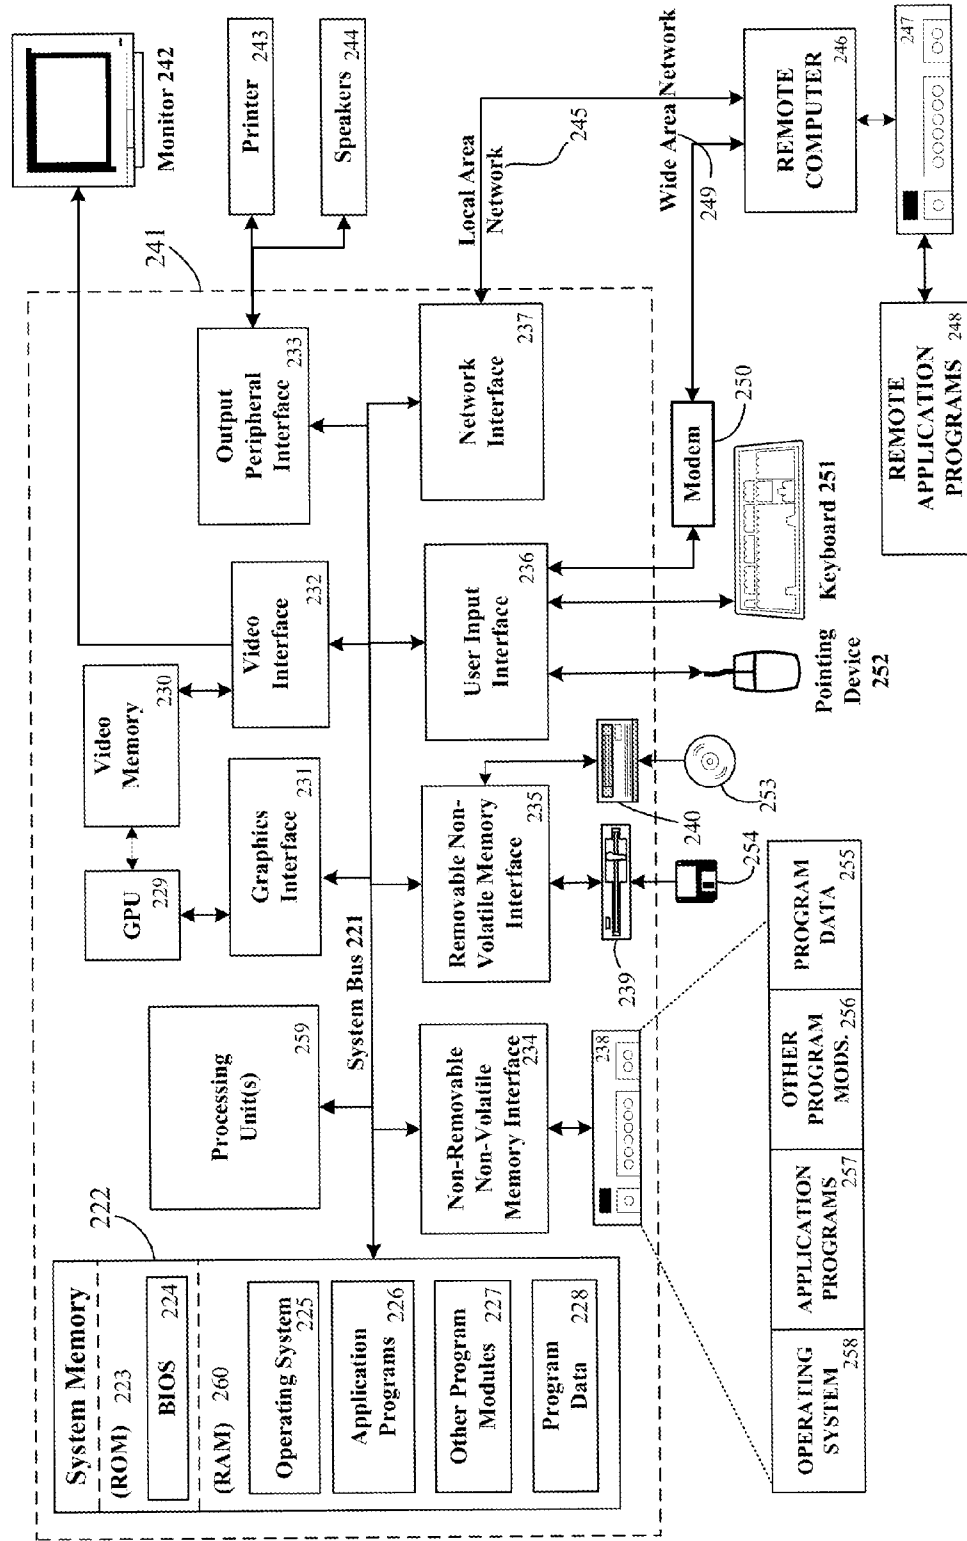 System Memory
222
(ROM) 223
BIOS 224
(RAM) 260
Operating System
225
Application
Programs 226
Other Program
Modules 227
Program
Data 228
Processing
Unit(s)
259
System Bus 221
GPU
229
Video
Memory
230
Graphics
Interface
231
Video
Interface
232
Output
Peripheral
Interface
233
241
Monitor 242
Printer
243
Speakers
244
Non-Removable
Non-Volatile
Memory Interface
234
Removable Non-
Volatile Memory
Interface
235
User Input
Interface
236
Network
Interface
237
Local Area
Network
245
238
239
240
254
253
Pointing
Device
252
Keyboard 251
Modem
250
Wide Area Network
249
REMOTE
COMPUTER
246
247
REMOTE
APPLICATION
PROGRAMS 248
OPERATING
SYSTEM
258
APPLICATION
PROGRAMS
257
OTHER
PROGRAM
MODS. 256
PROGRAM
DATA
255